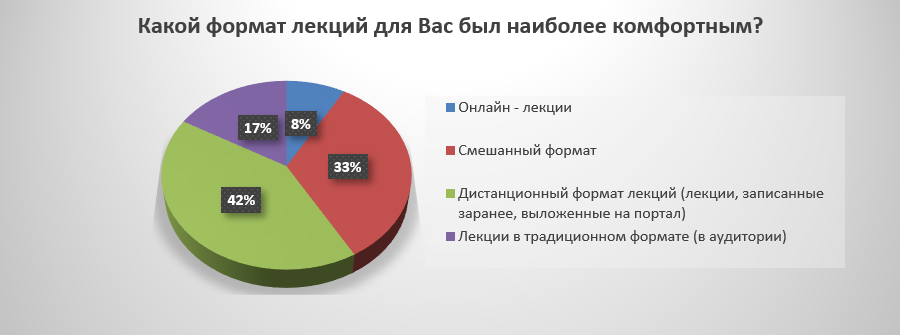 Какой формат лекций для Вас был наиболее комфортным?
8%
17%
33%
42%
Онлайн - лекции
Смешанный формат
Дистанционный формат лекций (лекции, записанные
заранее, выложенные на портал)
Лекции в традиционном формате (в аудитории)